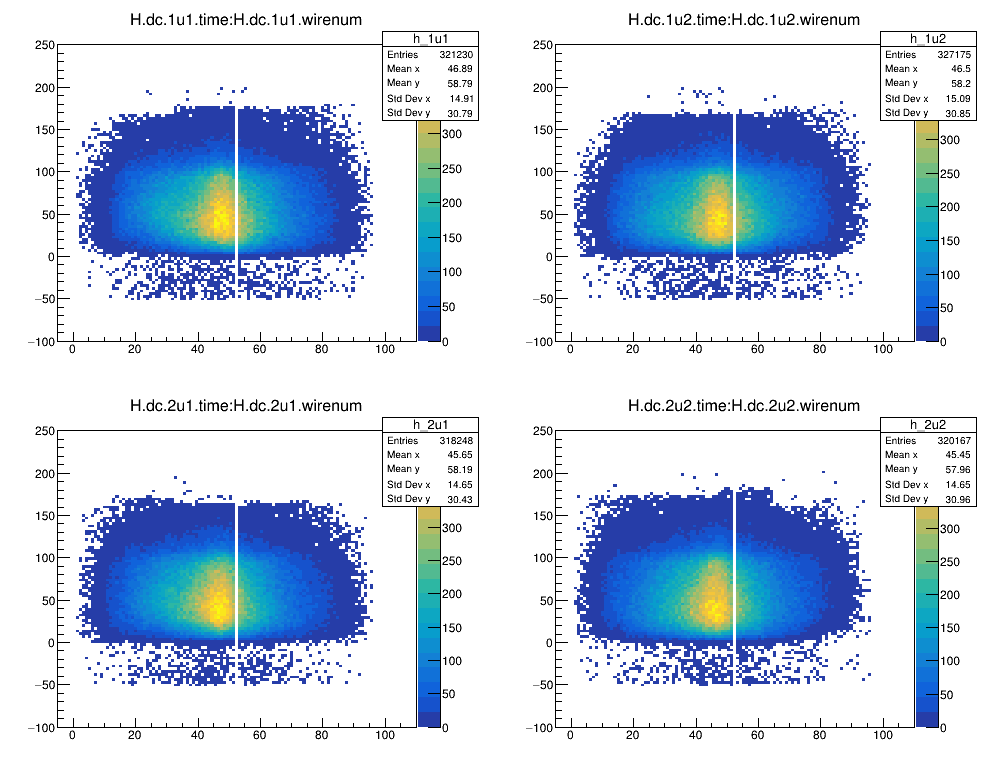 H.dc.1u1.time:H.dc.1u1.wirenum
h_1u1
Entries 321230
Mean x 46.89
Mean y 58.79
Std Dev x 14.91
Std Dev y 30.79
250
200
150
100
50
0
−50
−100
0 20 40 60 80 100
300
250
200
150
100
50
0
H.dc.1u2.time:H.dc.1u2.wirenum
h_1u2
Entries 327175
Mean x 46.5
Mean y 58.2
Std Dev x 15.09
Std Dev y 30.85
250
200
150
100
50
0
−50
−100
0 20 40 60 80 100
300
250
200
150
100
50
0
H.dc.2u1.time:H.dc.2u1.wirenum
h_2u1
Entries 318248
Mean x 45.65
Mean y 58.19
Std Dev x 14.65
Std Dev y 30.43
250
200
150
100
50
0
−50
−100
0 20 40 60 80 100
300
250
200
150
100
50
0
H.dc.2u2.time:H.dc.2u2.wirenum
h_2u2
Entries 320167
Mean x 45.45
Mean y 57.96
Std Dev x 14.65
Std Dev y 30.96
250
200
150
100
50
0
−50
−100
0 20 40 60 80 100
300
250
200
150
100
50
0